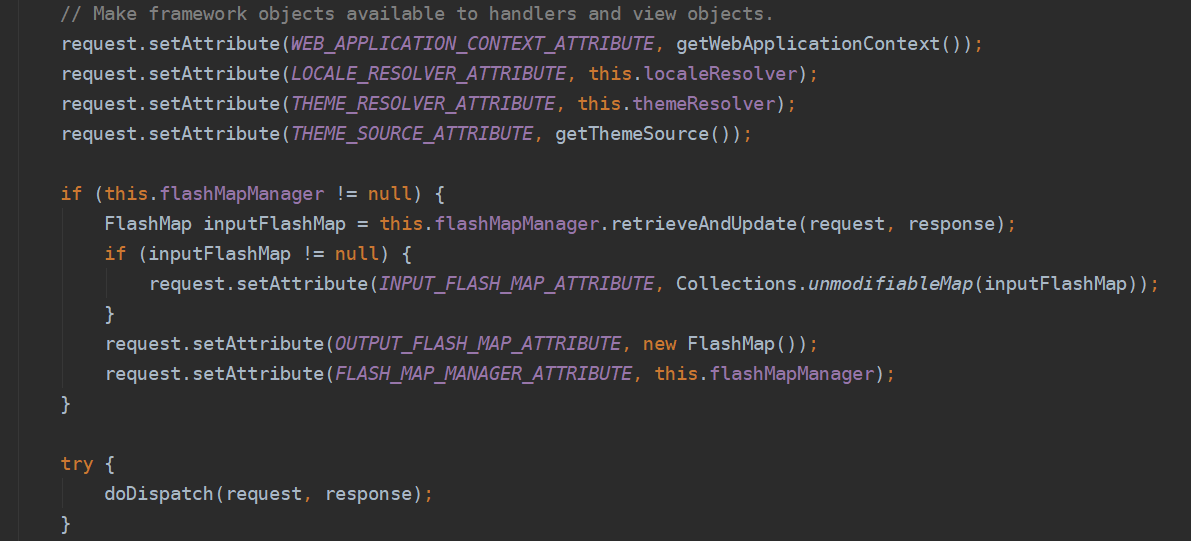 // Make framework objects available to handlers and view objects.
request.setAttribute(WEB_APPLICATION_CONTEXT_ATTRIBUTE, getWebApplicationContext());
request.setAttribute(LOCALE_RESOLVER_ATTRIBUTE, this.localeResolver);
request.setAttribute(THEME_RESOLVER_ATTRIBUTE, this.themeResolver);
request.setAttribute(THEME_SOURCE_ATTRIBUTE, getThemeSource());

if (this.flashMapManager != null) {
    FlashMap inputFlashMap = this.flashMapManager.retrieveAndUpdate(request, response);
    if (inputFlashMap != null) {
        request.setAttribute(INPUT_FLASH_MAP_ATTRIBUTE, Collections.unmodifiableMap(inputFlashMap));
    }
    request.setAttribute(OUTPUT_FLASH_MAP_ATTRIBUTE, new FlashMap());
    request.setAttribute(FLASH_MAP_MANAGER_ATTRIBUTE, this.flashMapManager);
}

try {
    doDispatch(request, response);
}